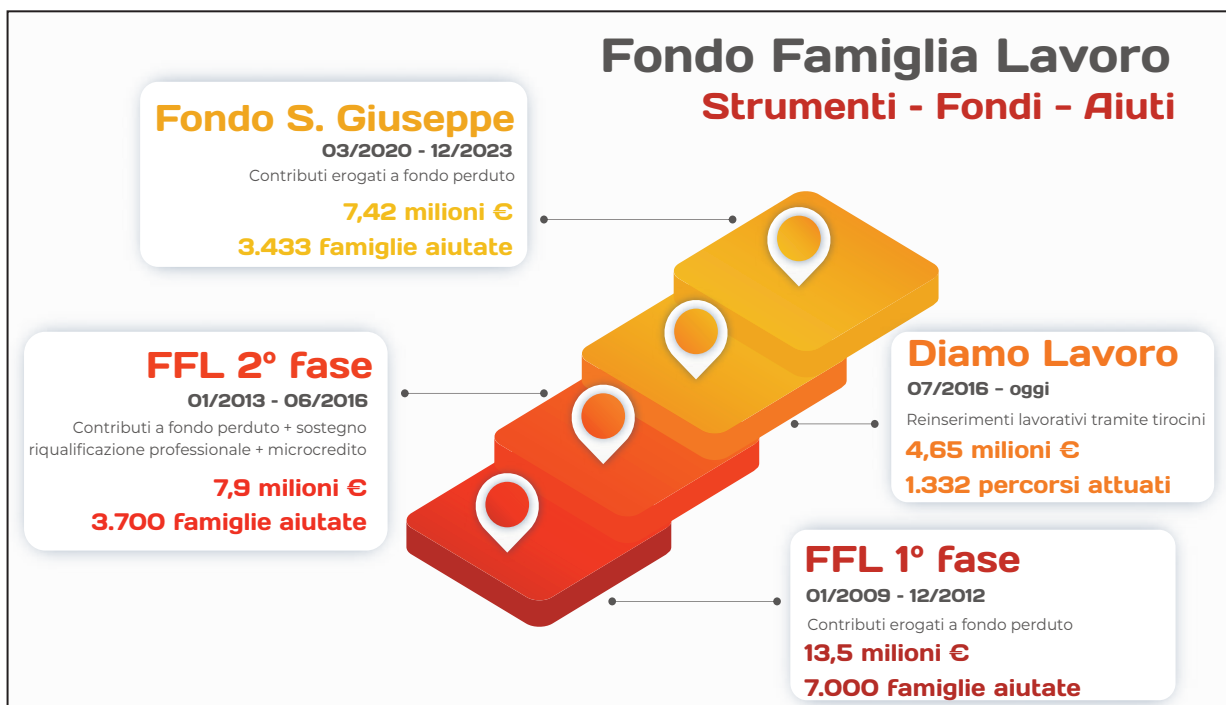 Fondo Famiglia Lavoro
Strumenti - Fondi - Aiuti
Fondo S. Giuseppe
03/2020 - 12/2023
Contributi erogati a fondo perduto
7,42 milioni €
3.433 famiglie aiutate
FFL 2° fase
01/2013 - 06/2016
Contributi a fondo perduto + sostegno
riqualificazione professionale + microcredito
7,9 milioni €
3.700 famiglie aiutate
Diamo Lavoro
07/2016 - oggi
Reinserimenti lavorativi tramite tirocini
4,65 milioni €
1.332 percorsi attuati
FFL 1° fase
01/2009 - 12/2012
Contributi erogati a fondo perduto
13,5 milioni €
7.000 famiglie aiutate